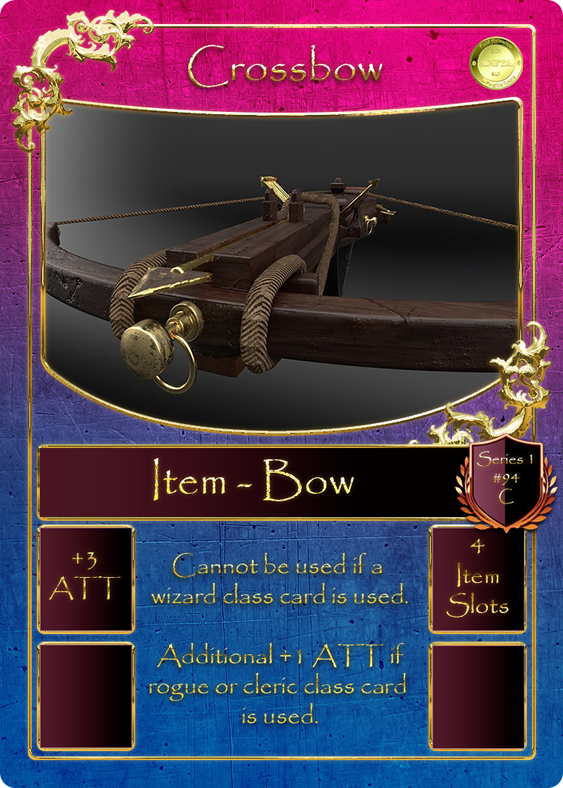 Crossbow
Item - Bow
Series 1
#94
C
+3
ATT
Cannot be used if a
wizard class card is used.
4
Item
Slots
Additional +1 ATT if
rogue or cleric class card
is used.